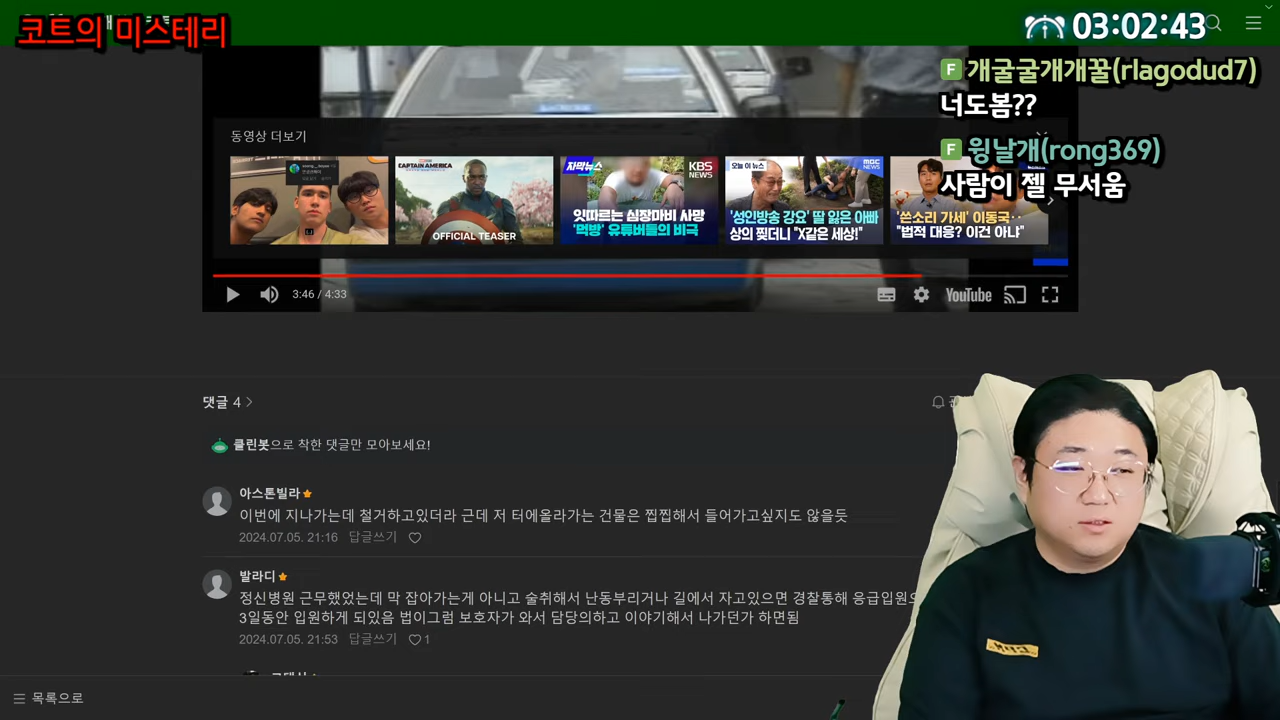 코트의 미스테리
03:02:43
F 개굴굴개개꿀(rlagodud7)
너도봄??
F 윙날개(rong369)
사람이 젤 무서움
동영상 더보기
CAPTAIN AMERICA
OFFICIAL TEASER
자막뉴스
KBS NEWS
잇따르는 심장마비 사망
'먹방' 유튜버들의 비극
오늘 이 뉴스
MBC NEWS
'성인방송 강요' 딸 잃은 아빠
상의 찢더니 "X같은 세상!"
'쓴소리 가세' 이동국‥
"법적 대응? 이건 아냐"
3:46 / 4:33
YouTube
댓글 4
클린봇으로 착한 댓글만 모아보세요!
아스톤빌라
이번에 지나가는데 철거하고있더라 근데 저 터에올라가는 건물은 찝찝해서 들어가고싶지도 않을듯
2024.07.05. 21:16 답글쓰기
발라디
정신병원 근무했었는데 막 잡아가는게 아니고 술취해서 난동부리거나 길에서 자고있으면 경찰통해 응급입원으
3일동안 입원하게 되있음 법이그럼 보호자가 와서 담당의하고 이야기해서 나가던가 하면됨
2024.07.05. 21:53 답글쓰기 1
목록으로